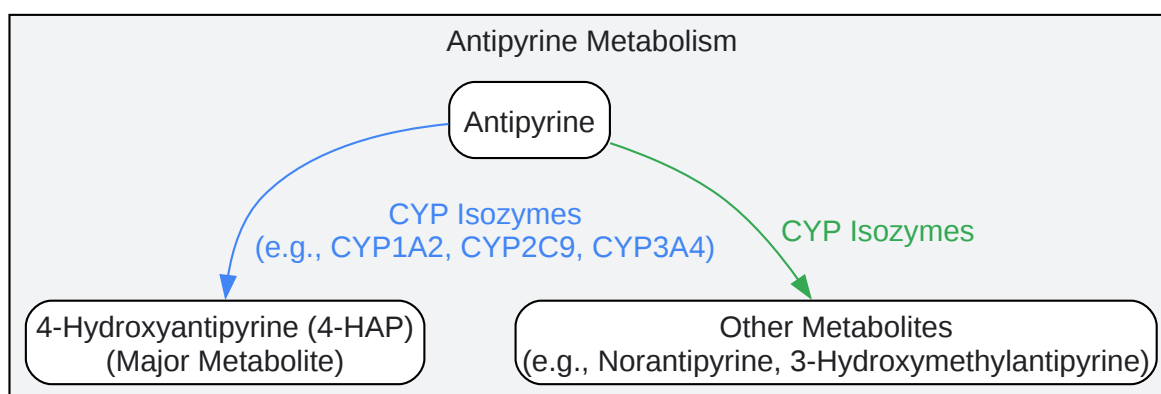 Antipyrine Metabolism
Antipyrine
CYP Isozymes
(e.g., CYP1A2, CYP2C9, CYP3A4)
CYP Isozymes
4-Hydroxyantipyrine (4-HAP)
(Major Metabolite)
Other Metabolites
(e.g., Norantipyrine, 3-Hydroxymethylantipyrine)